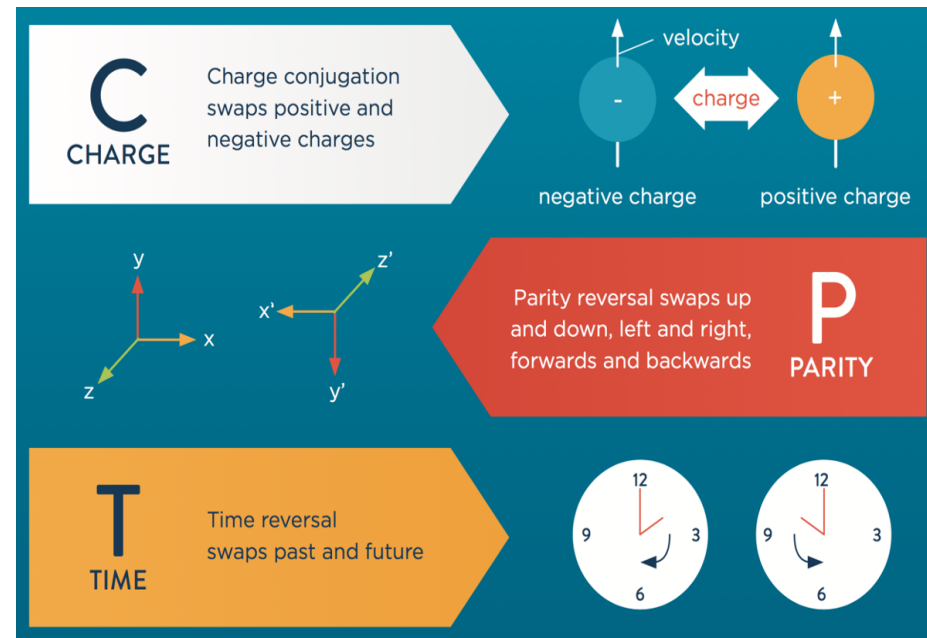 C
CHARGE
Charge conjugation
swaps positive and
negative charges
velocity
-
charge
+
negative charge
positive charge
y
x
z
z'
x'
y'
Parity reversal swaps up
and down, left and right,
forwards and backwards
P
PARITY
T
TIME
Time reversal
swaps past and future
12
9
3
6
12
9
3
6